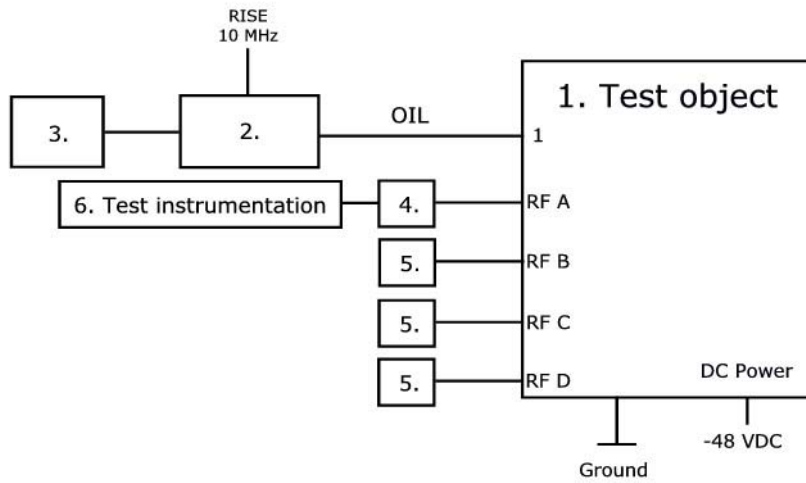 RISE
10 MHz
1. Test object
3.
2.
OIL
1
6. Test instrumentation
4.
RF A
5.
RF B
5.
RF C
5.
RF D
DC Power
-48 VDC
Ground